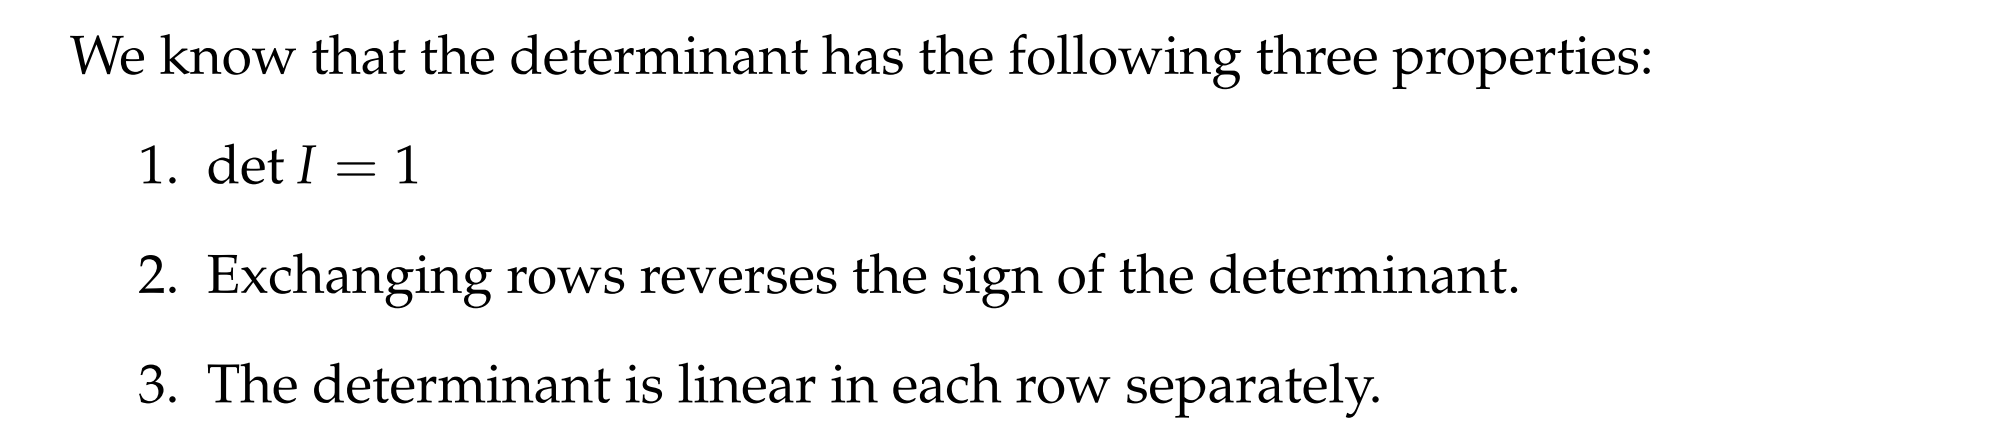 We know that the determinant has the following three properties:
1. det I = 1
2. Exchanging rows reverses the sign of the determinant.
3. The determinant is linear in each row separately.